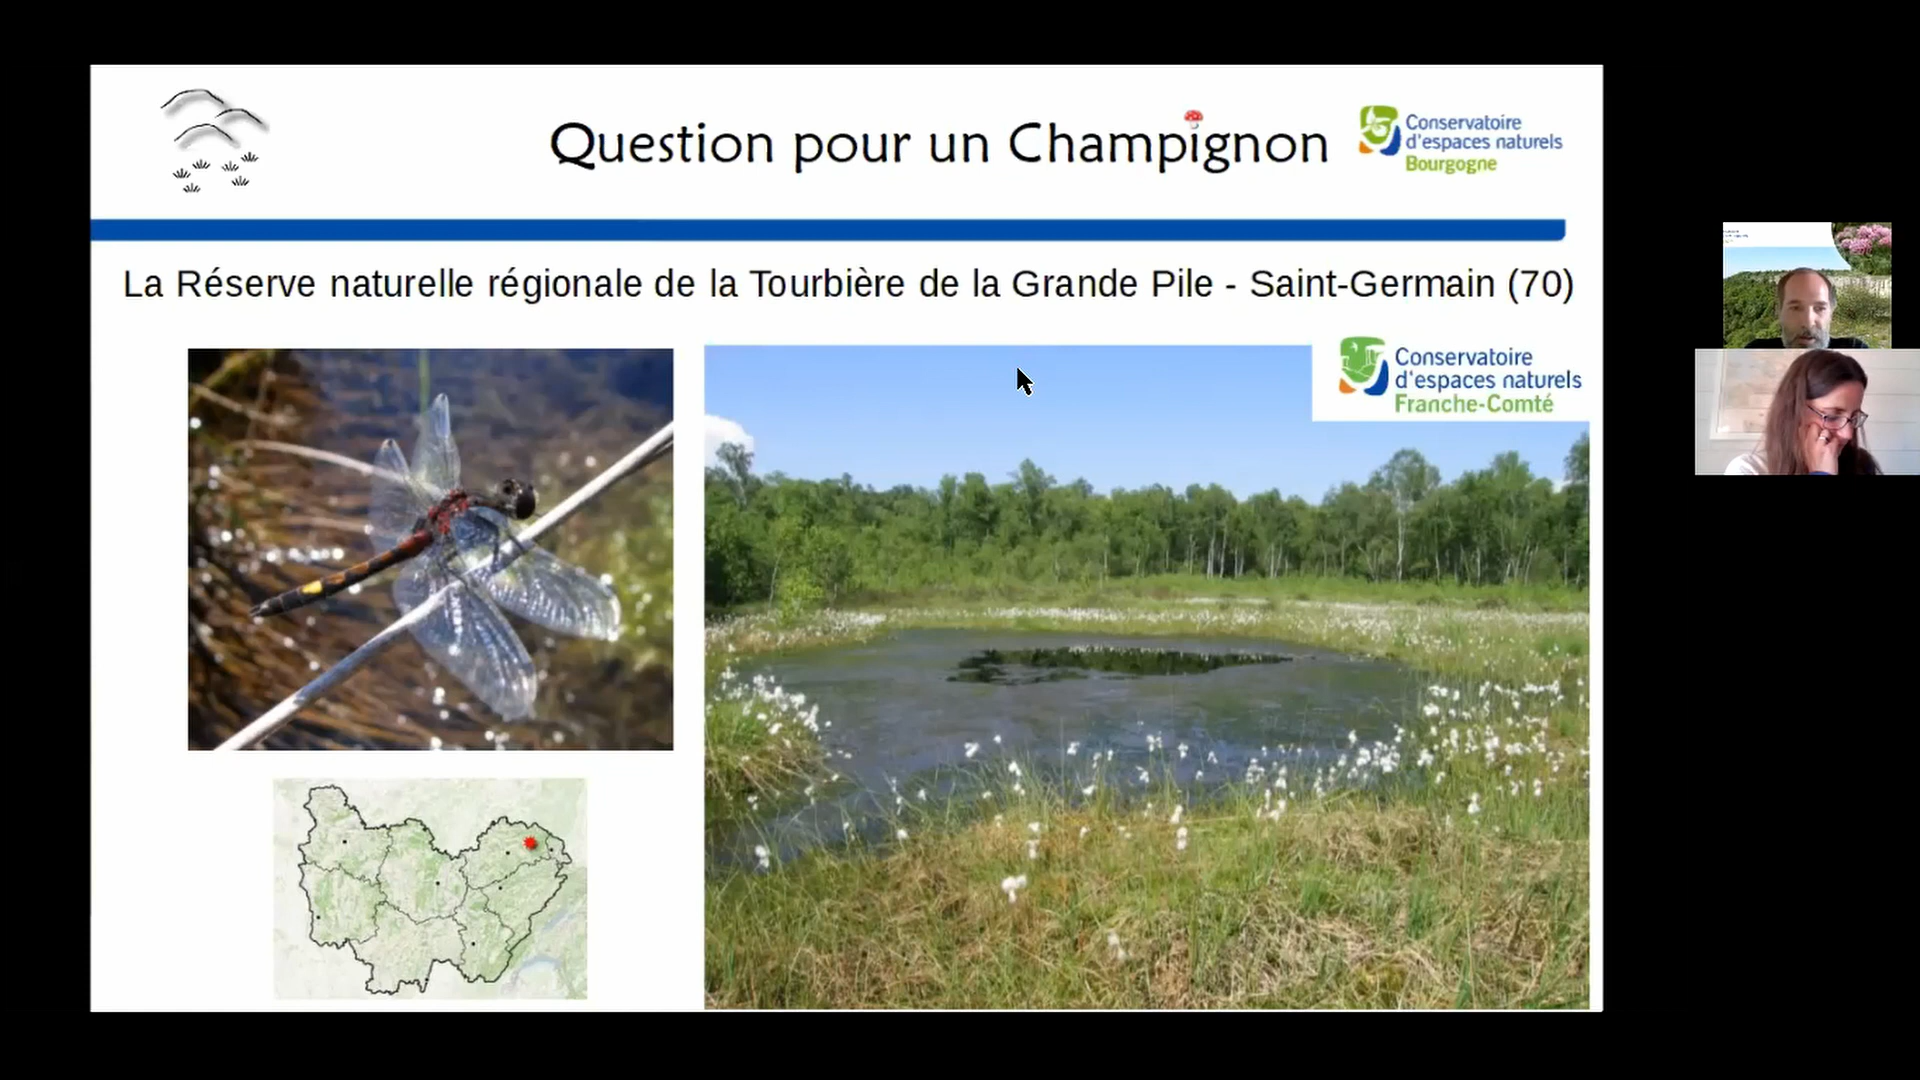 Question pour un Champignon
Conservatoire
d'espaces naturels
Bourgogne
La Réserve naturelle régionale de la Tourbière de la Grande Pile - Saint-Germain (70)
Conservatoire
d'espaces naturels
Franche-Comté